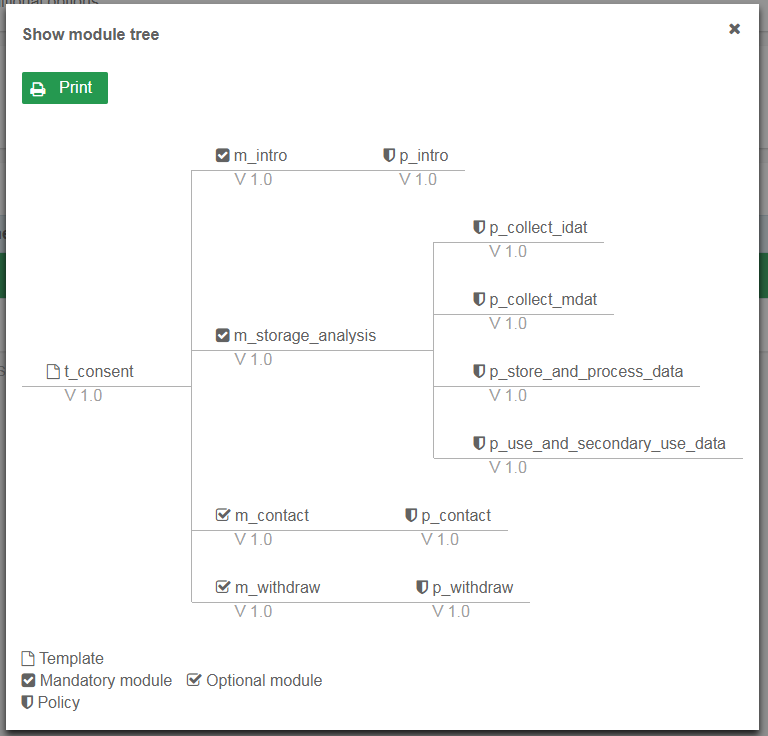 Show module tree
Print
m_intro
V 1.0
p_intro
V 1.0
p_collect_idat
V 1.0
p_collect_mdat
V 1.0
m_storage_analysis
V 1.0
t_consent
V 1.0
p_store_and_process_data
V 1.0
p_use_and_secondary_use_data
V 1.0
m_contact
V 1.0
p_contact
V 1.0
m_withdraw
V 1.0
p_withdraw
V 1.0
Template
Mandatory module Optional module
Policy